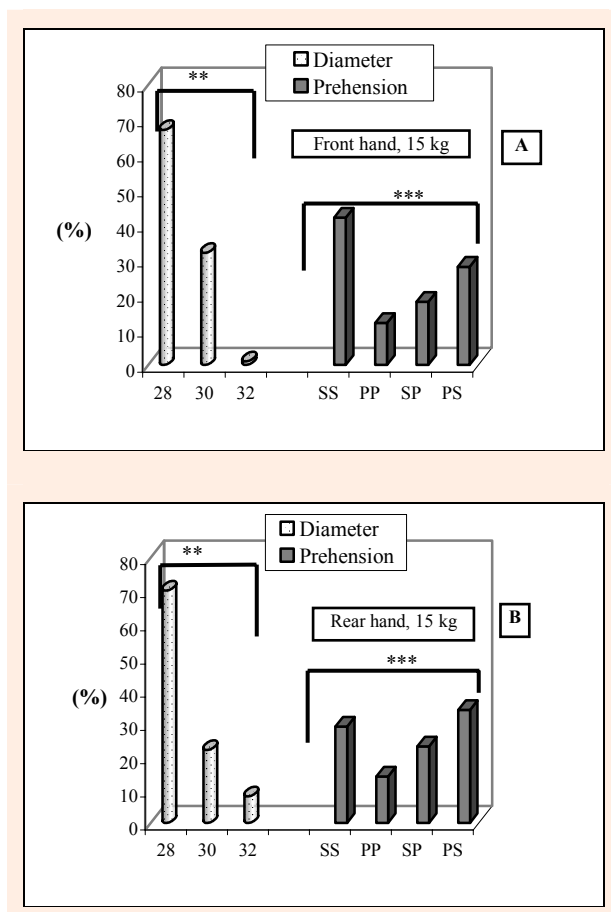 Diameter
Prehension
**
80
70
60
50
40
30
20
10
0
(%)
Front hand, 15 kg
A
***
28 30 32 SS PP SP PS
Diameter
Prehension
**
80
70
60
50
40
30
20
10
0
(%)
Rear hand, 15 kg
B
***
28 30 32 SS PP SP PS